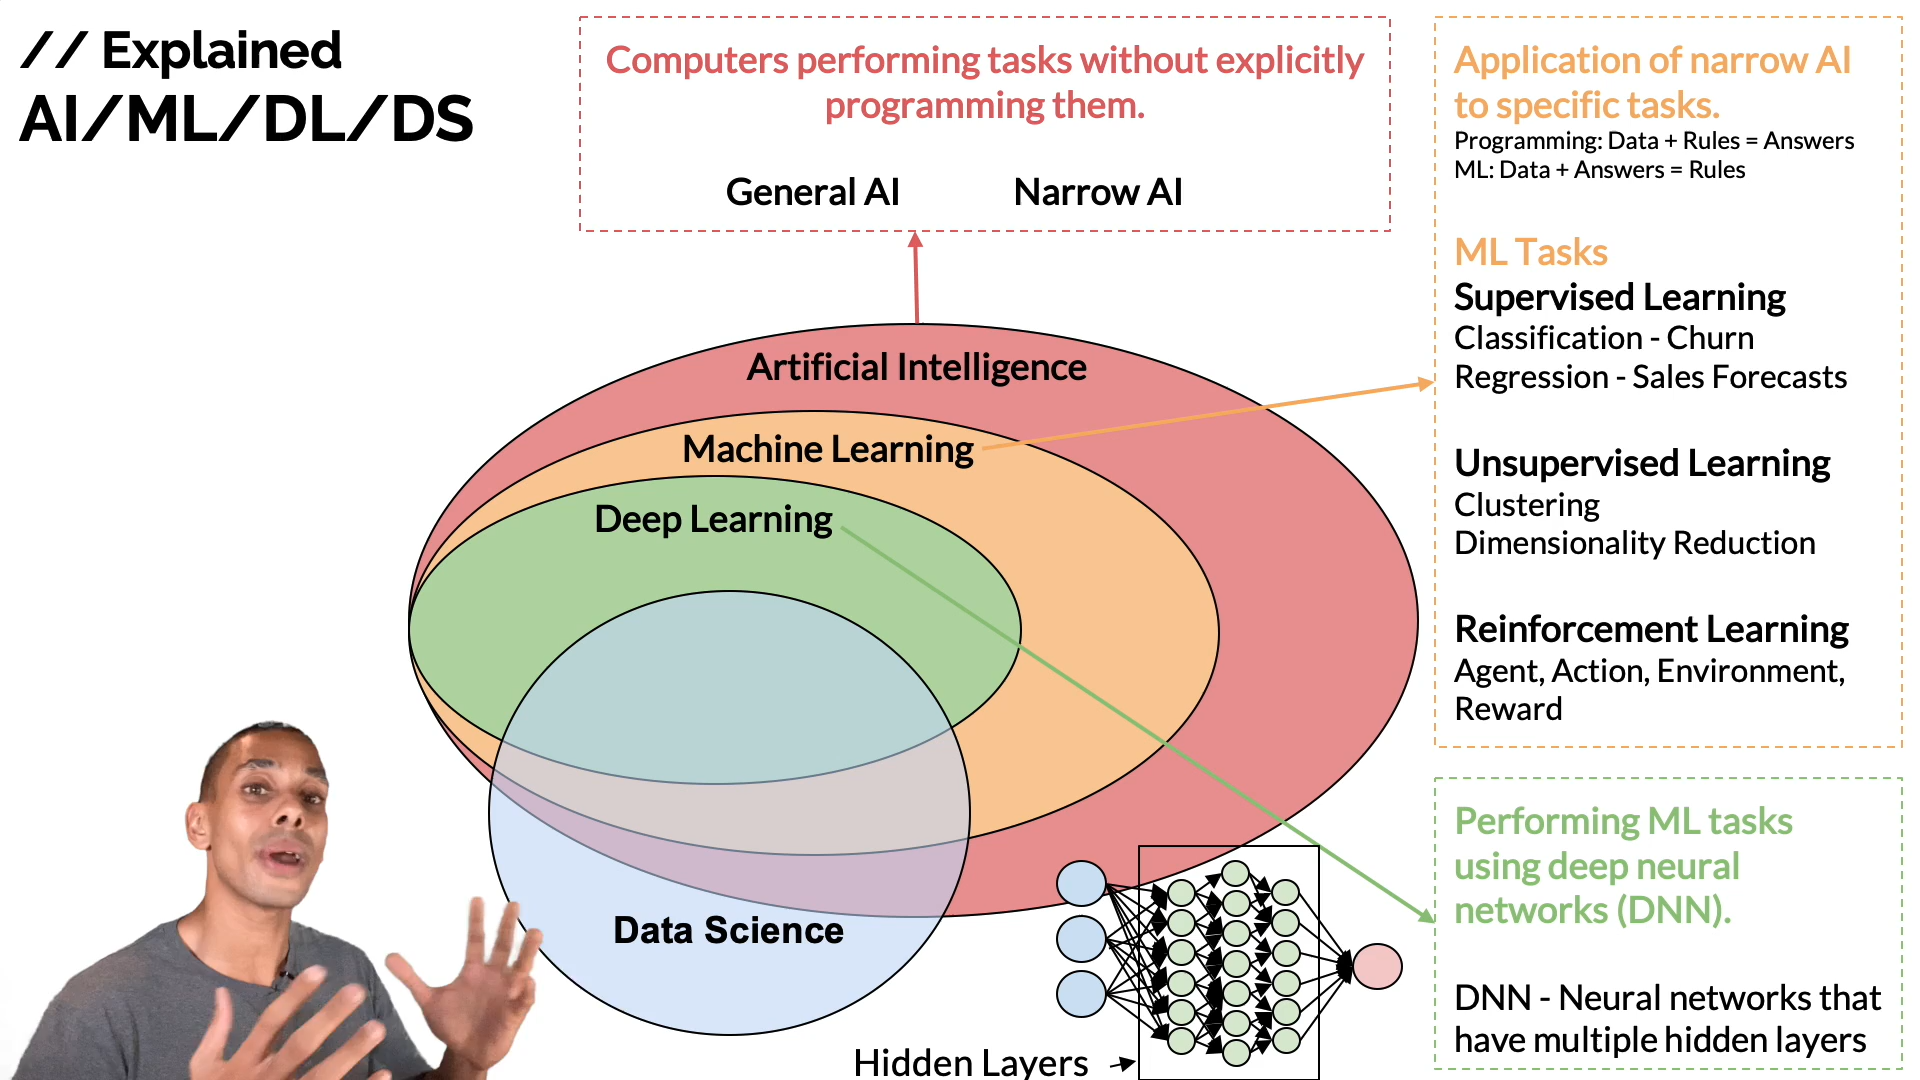 // Explained
AI/ML/DL/DS
Computers performing tasks without explicitly
programming them.
General AI Narrow AI
Application of narrow AI
to specific tasks.
Programming: Data + Rules = Answers
ML: Data + Answers = Rules
ML Tasks
Supervised Learning
Classification - Churn
Regression - Sales Forecasts
Unsupervised Learning
Clustering
Dimensionality Reduction
Reinforcement Learning
Agent, Action, Environment,
Reward
Artificial Intelligence
Machine Learning
Deep Learning
Data Science
Hidden Layers
Performing ML tasks
using deep neural
networks (DNN).
DNN - Neural networks that
have multiple hidden layers